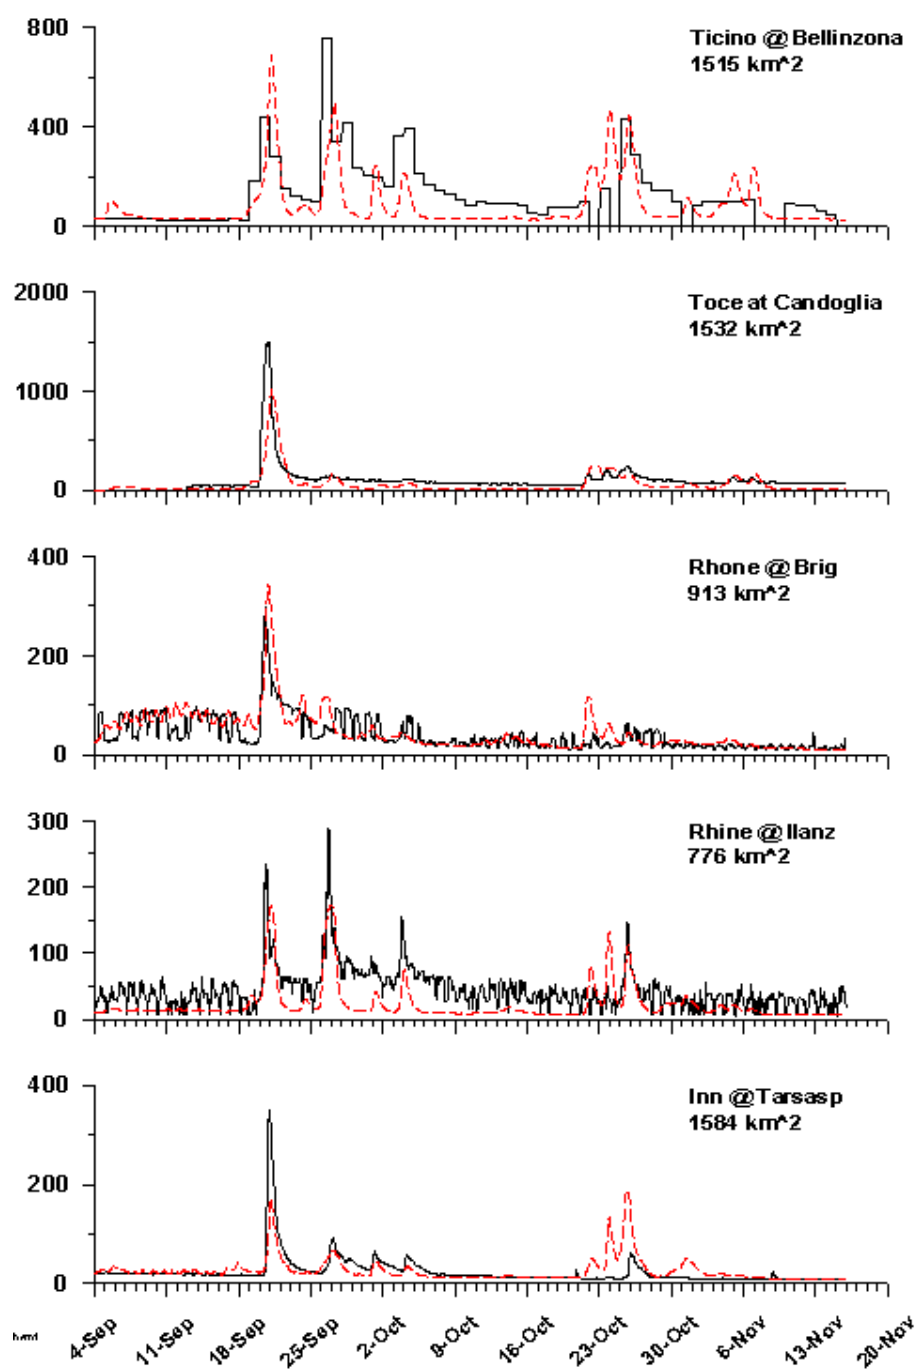 800
Ticino @ Bellinzona
1515 km^2
400
0
2000
Toce at Candoglia
1532 km^2
1000
0
400
Rhone @ Brig
913 km^2
200
0
300
Rhine @ Ilanz
776 km^2
200
100
0
400
Inn @ Tarsasp
1584 km^2
200
0
4-Sep 11-Sep 18-Sep 25-Sep 2-Oct 9-Oct 16-Oct 23-Oct 30-Oct 6-Nov 13-Nov 20-Nov